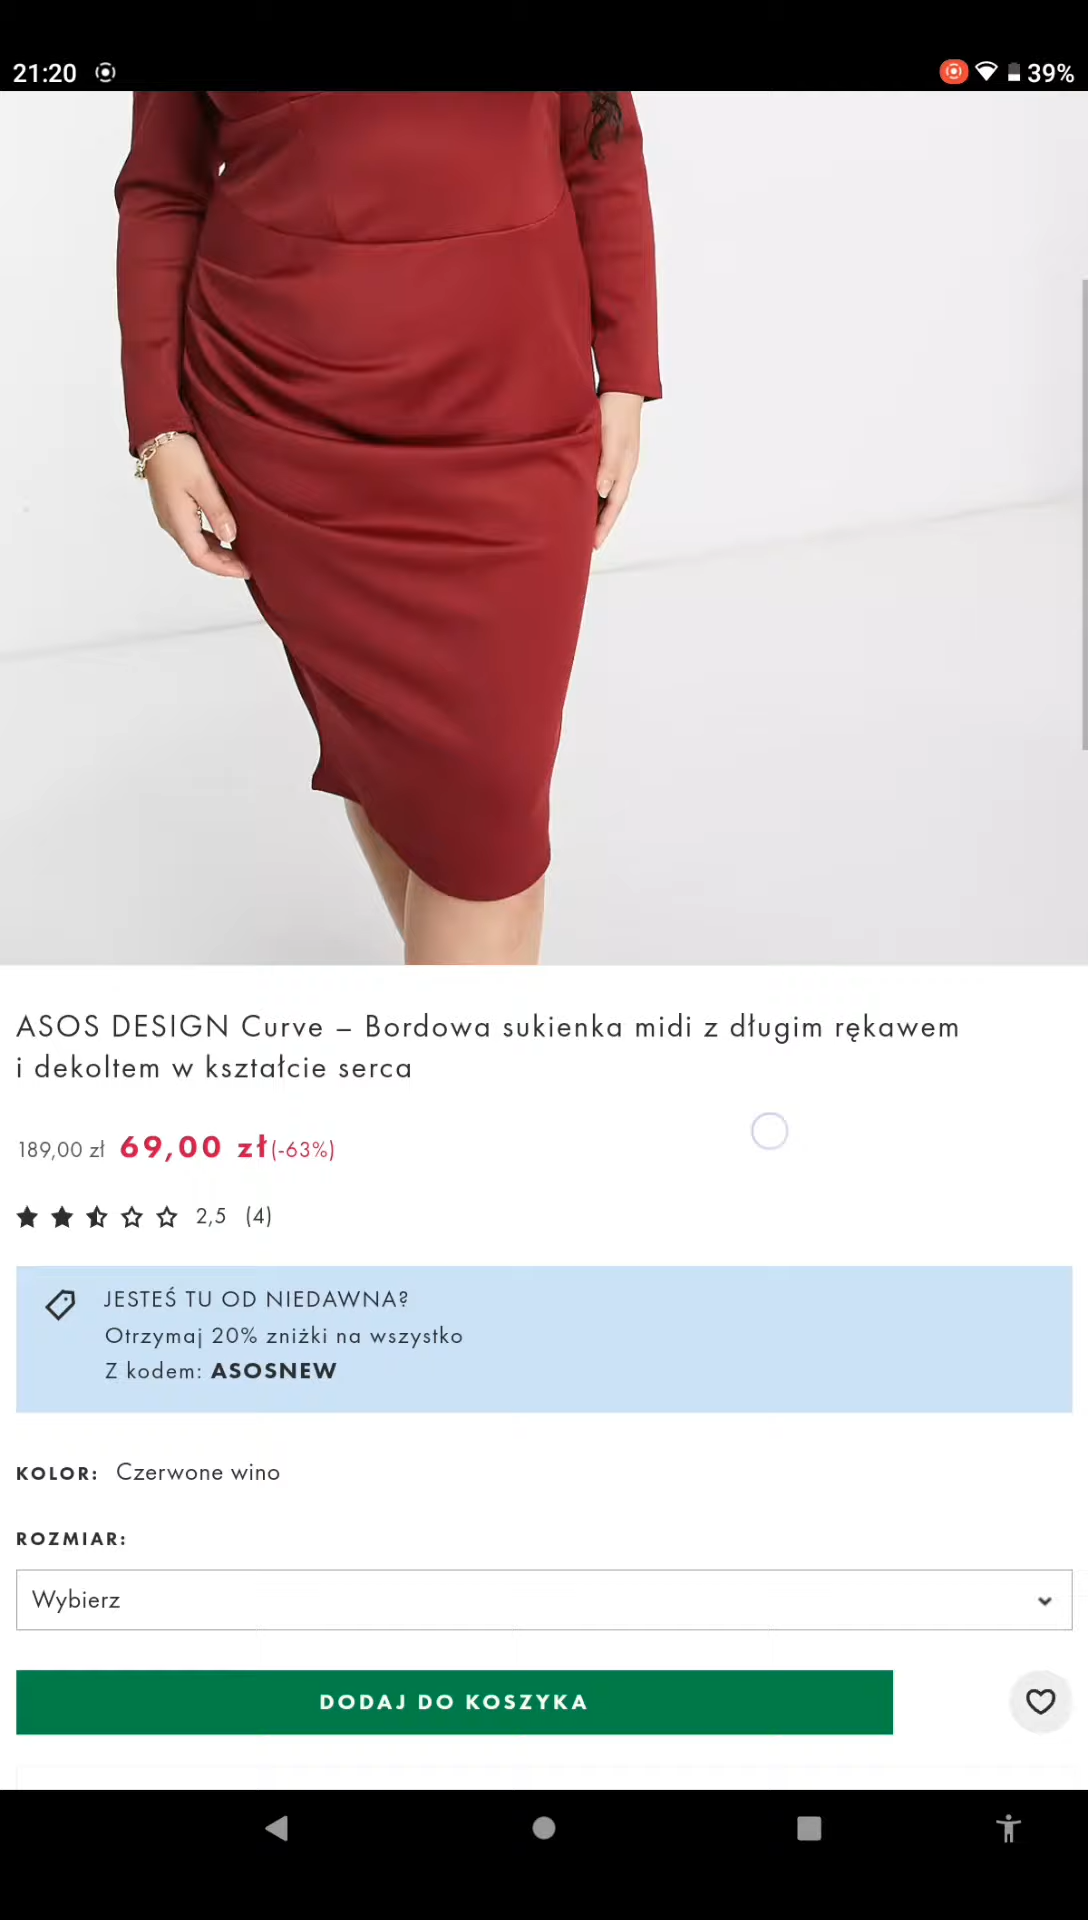 21:20
39%
ASOS DESIGN Curve – Bordowa sukienka midi z długim rękawem
i dekoltem w kształcie serca
189,00 zł 69,00 zł(-63%)
2,5 (4)
JESTEŚ TU OD NIEDAWNA?
Otrzymaj 20% zniżki na wszystko
Z kodem: ASOSNEW
KOLOR: Czerwone wino
ROZMIAR:
Wybierz
DODAJ DO KOSZYKA